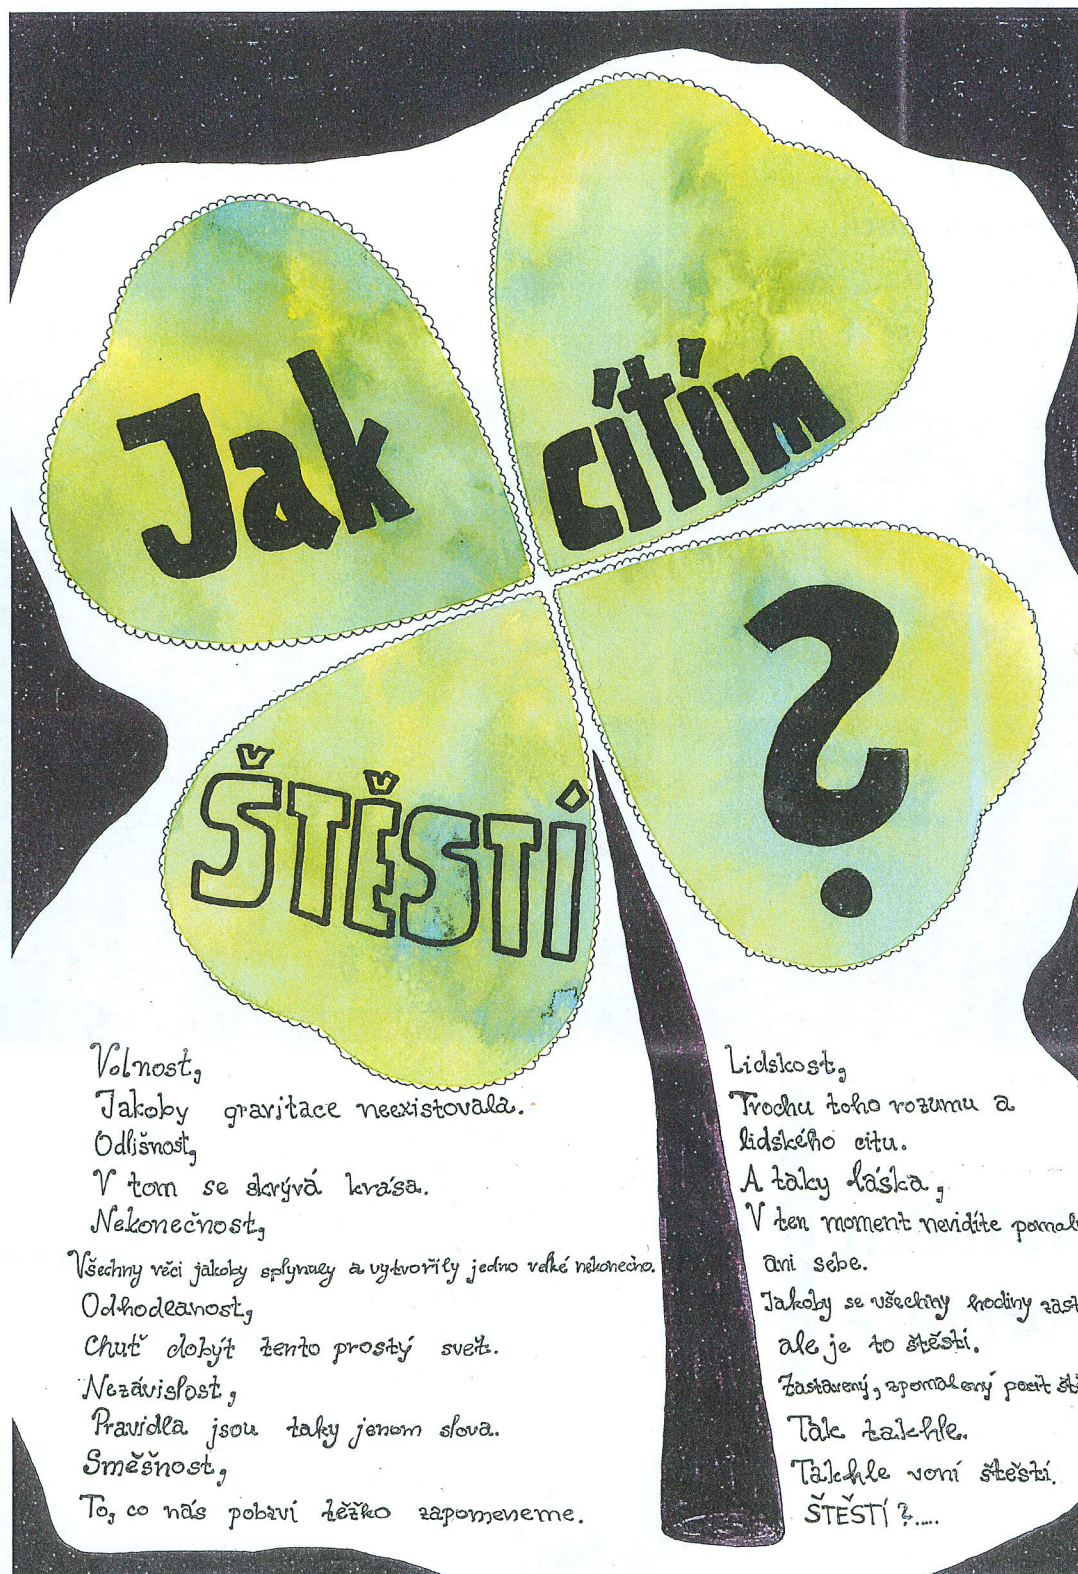 Jak
cítím
ŠTĚSTÍ
?
Volnost,
Jakoby gravitace neexistovala.
Odlišnost,
V tom se skrývá krása.
Nekonečnost,
Všechny věci jakoby splynuly a vytvořily jedno velké nekonečno.
Odhodlanost,
Chuť dobýt tento prostý svět.
Nezávislost,
Pravidla jsou taky jenom slova.
Směšnost,
To, co nás pobaví těžko zapomeneme.
Lidskost,
Trochu toho rozumu a
lidského citu.
A taky láska,
V ten moment nevidíte
ani sebe.
Jakoby se všechny hodiny
ale je to štěstí.
Zastavený, zpomalený pocit
Tak takhle.
Takhle voní štěstí.
ŠTĚSTÍ ?.....